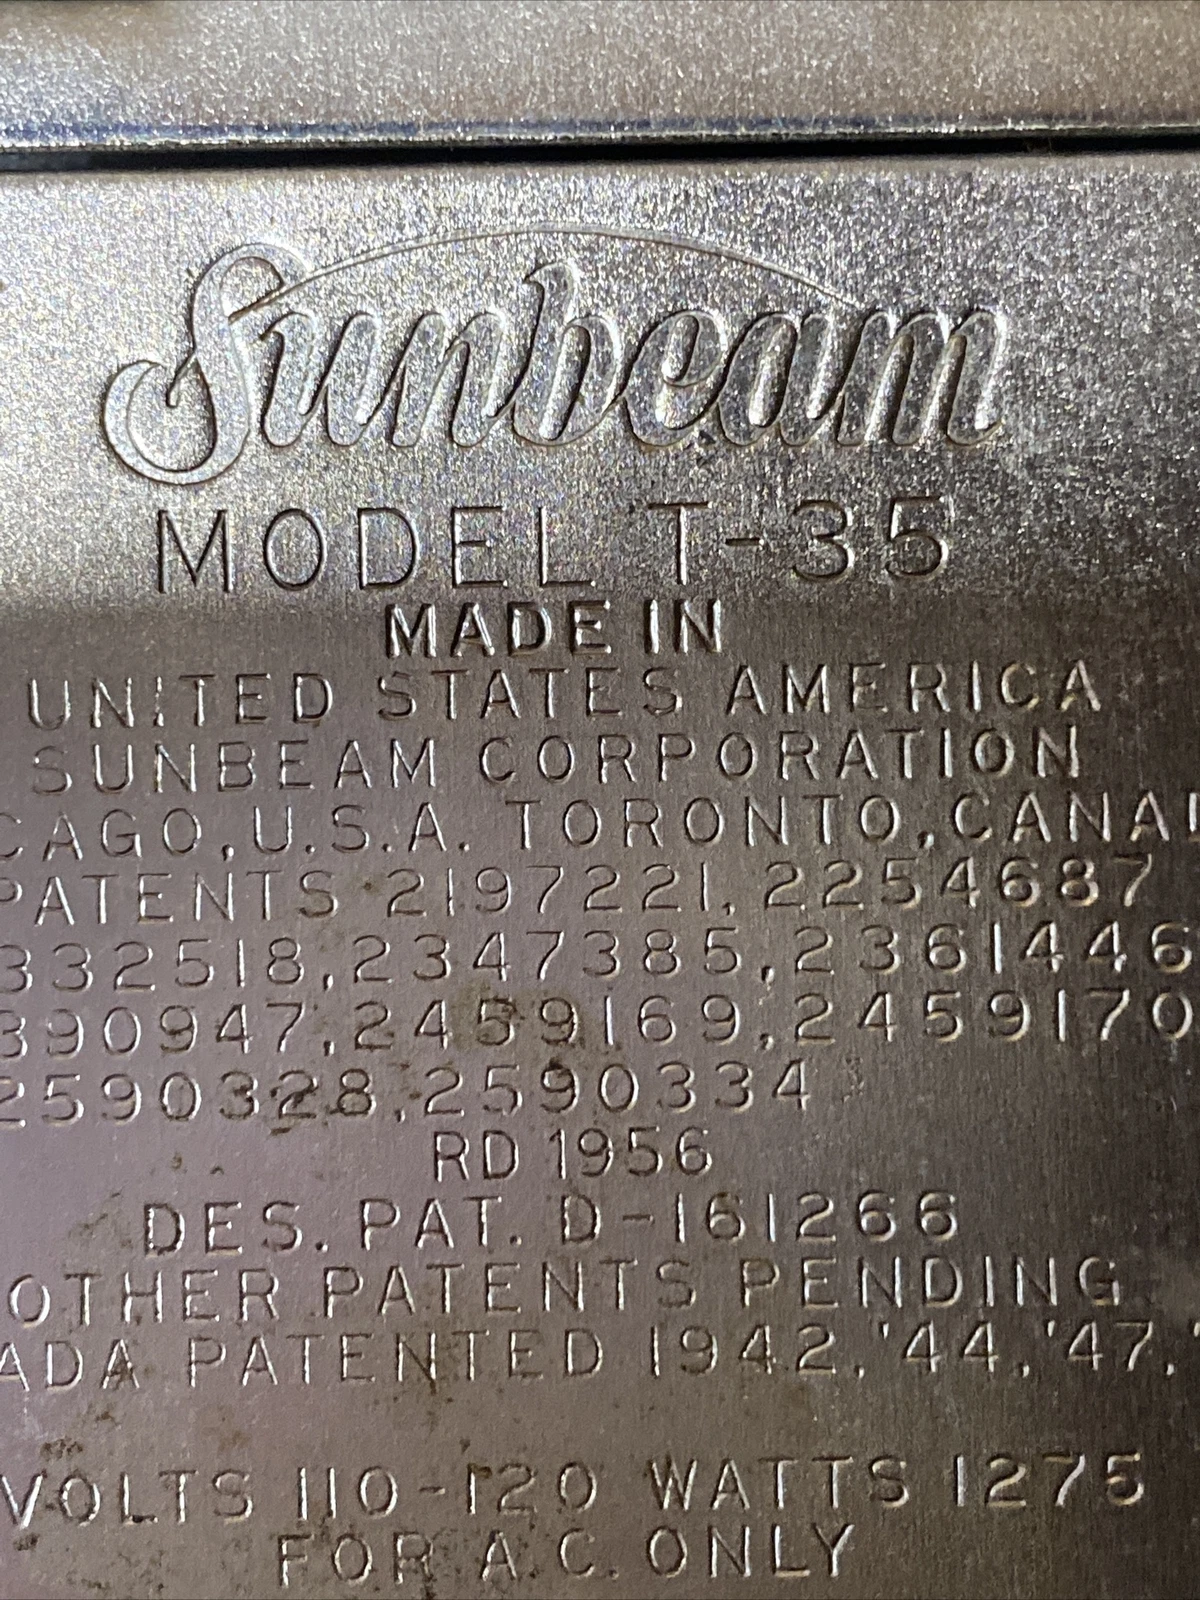 Sunbeam
MODEL T-35
MADE IN
UNITED STATES AMERICA
SUNBEAM CORPORATION
CAGO, U.S.A. TORONTO, CANAD
PATENTS 2197221, 2254687
332518, 2347385, 2361446
390947, 2459169, 2459170
2590328, 2590334
RD 1956
DES. PAT. D-161266
OTHER PATENTS PENDING
ADA PATENTED 1942, '44, '47, '
VOLTS 110-120 WATTS 1275
FOR A.C. ONLY